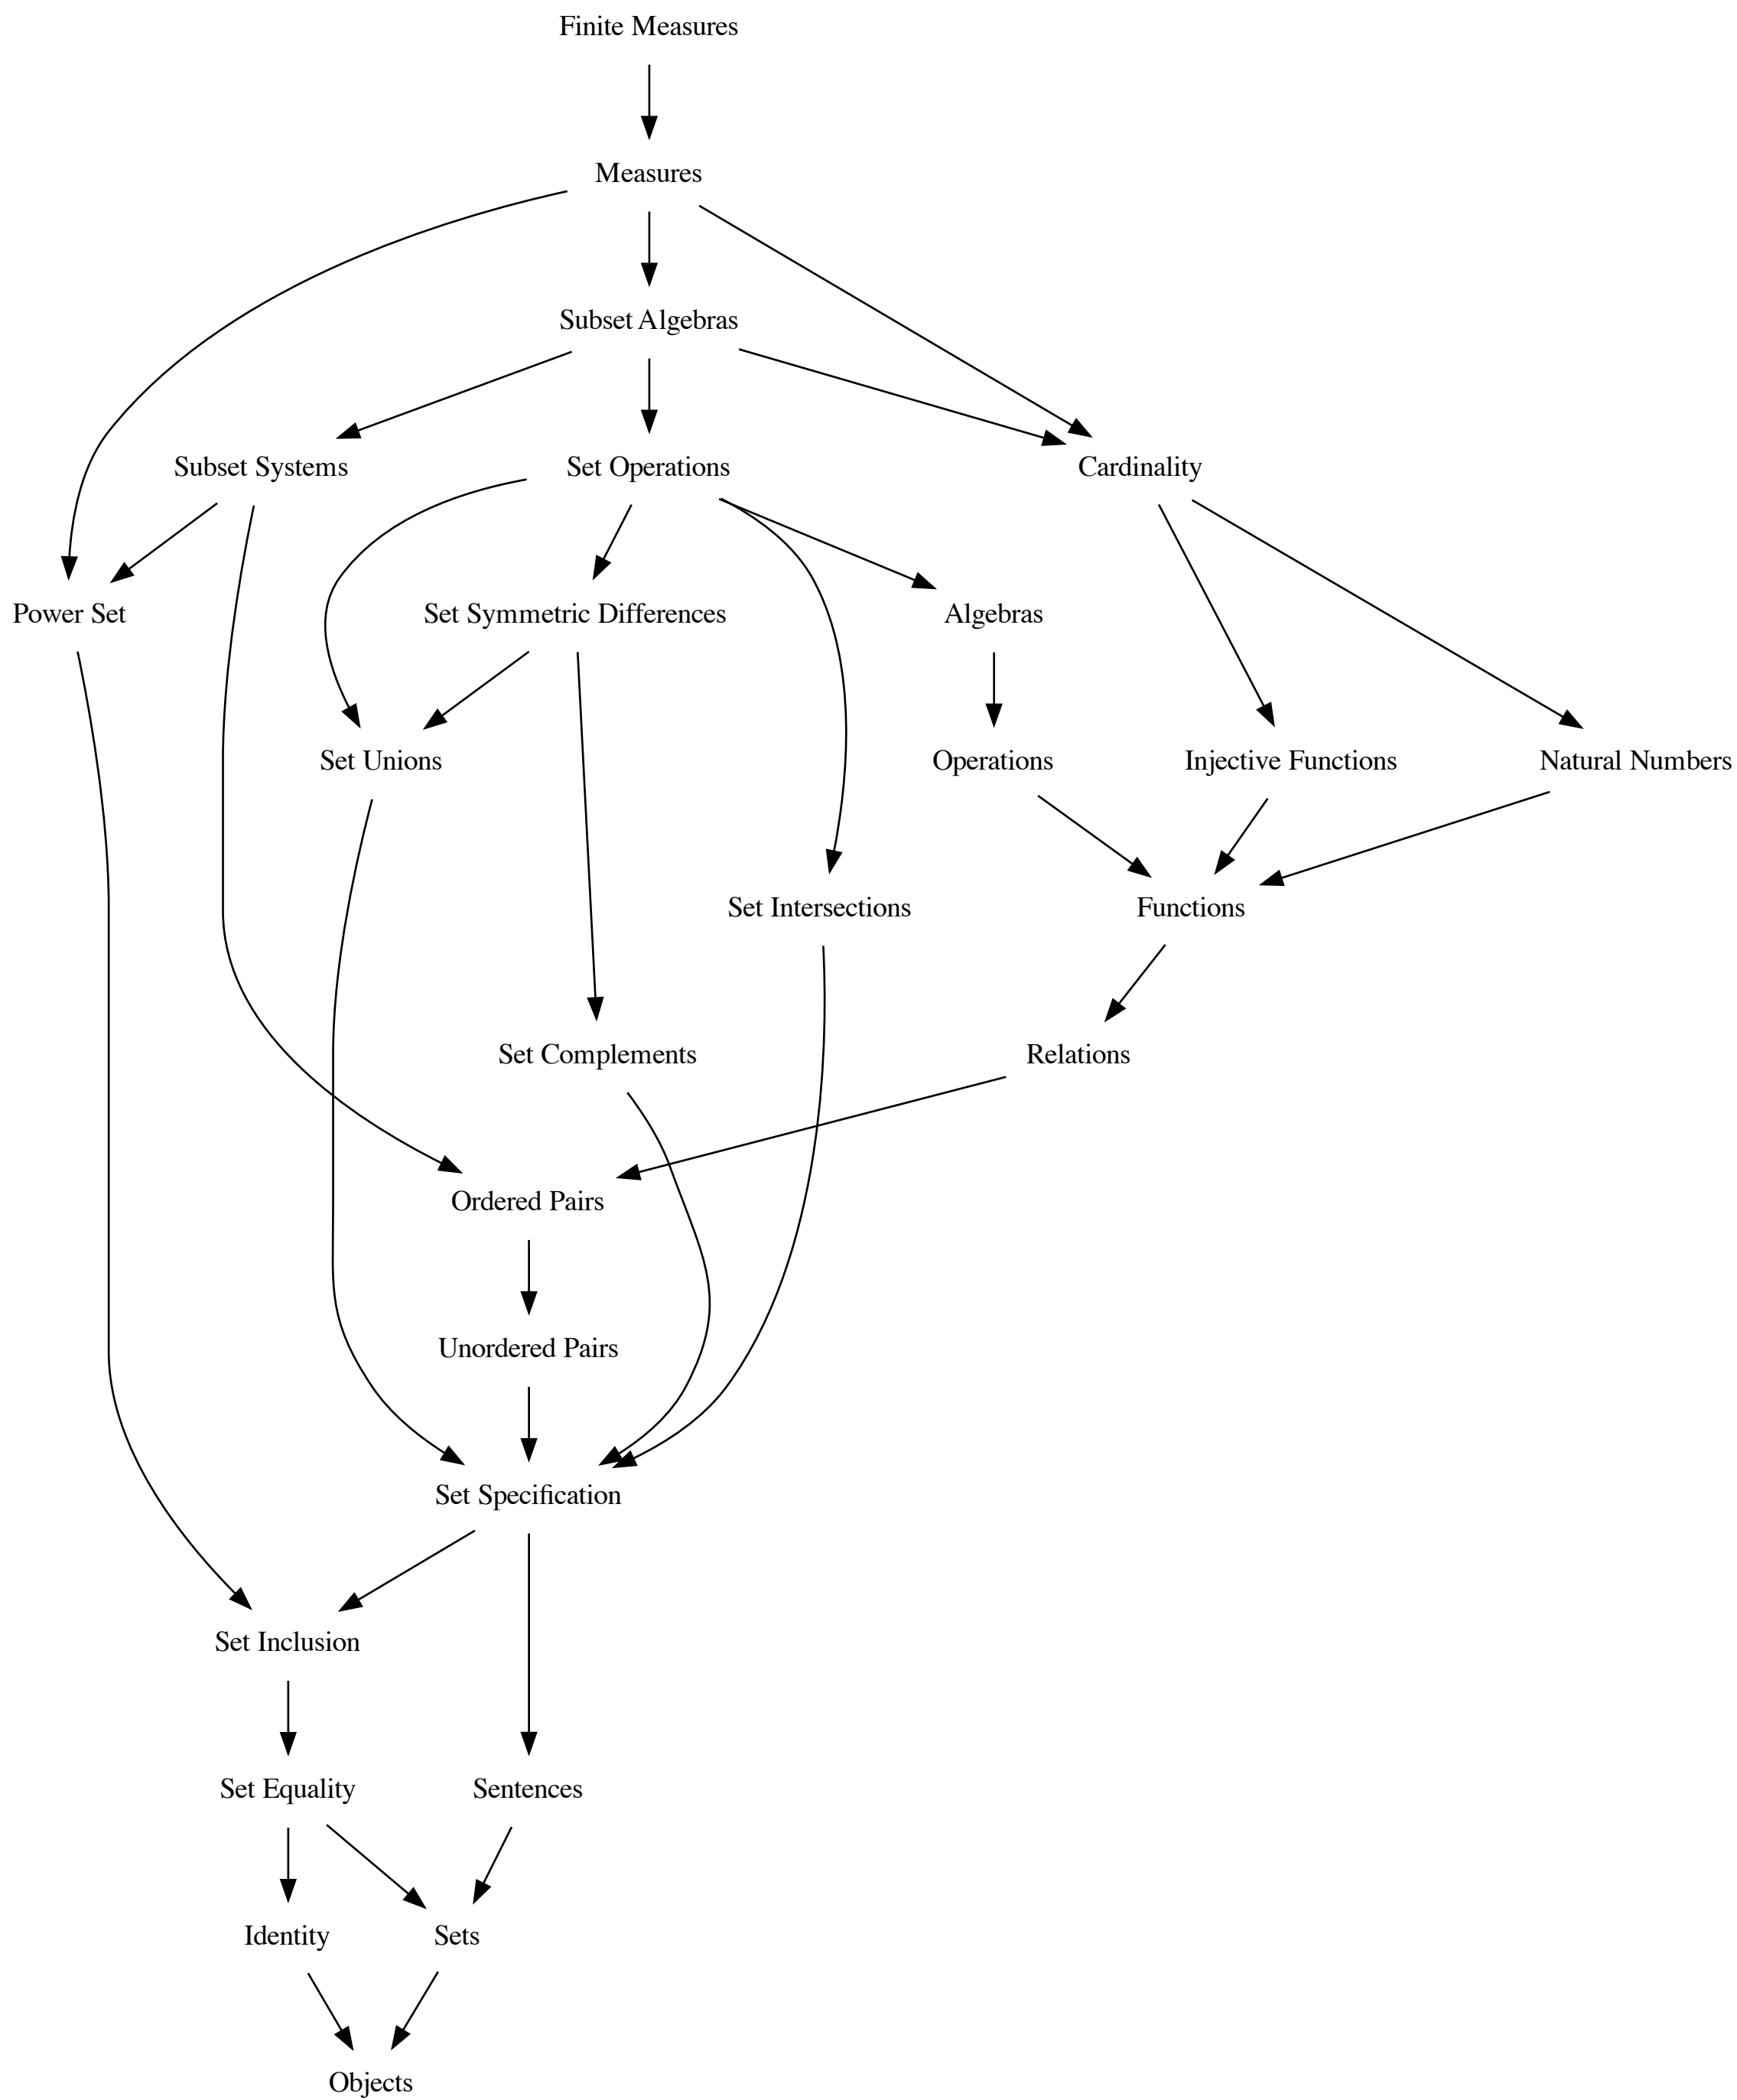 Finite Measures
Measures
Subset Algebras
Subset Systems
Set Operations
Cardinality
Power Set
Set Symmetric Differences
Algebras
Set Unions
Operations
Injective Functions
Natural Numbers
Set Intersections
Functions
Set Complements
Relations
Ordered Pairs
Unordered Pairs
Set Specification
Set Inclusion
Set Equality
Sentences
Identity
Sets
Objects